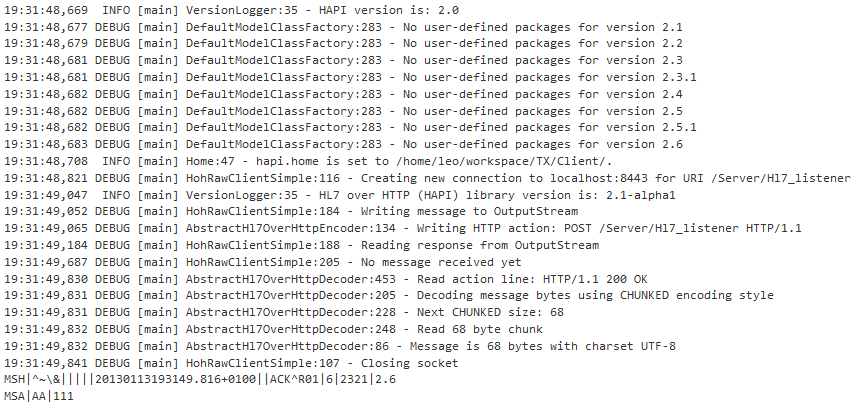 19:31:48,669  INFO [main] VersionLogger:35 - HAPI version is: 2.0
19:31:48,677 DEBUG [main] DefaultModelClassFactory:283 - No user-defined packages for version 2.1
19:31:48,679 DEBUG [main] DefaultModelClassFactory:283 - No user-defined packages for version 2.2
19:31:48,681 DEBUG [main] DefaultModelClassFactory:283 - No user-defined packages for version 2.3
19:31:48,681 DEBUG [main] DefaultModelClassFactory:283 - No user-defined packages for version 2.3.1
19:31:48,682 DEBUG [main] DefaultModelClassFactory:283 - No user-defined packages for version 2.4
19:31:48,682 DEBUG [main] DefaultModelClassFactory:283 - No user-defined packages for version 2.5
19:31:48,682 DEBUG [main] DefaultModelClassFactory:283 - No user-defined packages for version 2.5.1
19:31:48,683 DEBUG [main] DefaultModelClassFactory:283 - No user-defined packages for version 2.6
19:31:48,708  INFO [main] Home:47 - hapi.home is set to /home/leo/workspace/TX/Client/.
19:31:48,821 DEBUG [main] HohRawClientSimple:116 - Creating new connection to localhost:8443 for URI /Server/Hl7_listener
19:31:49,047  INFO [main] VersionLogger:35 - HL7 over HTTP (HAPI) library version is: 2.1-alpha1
19:31:49,052 DEBUG [main] HohRawClientSimple:184 - Writing message to OutputStream
19:31:49,065 DEBUG [main] AbstractHl7OverHttpEncoder:134 - Writing HTTP action: POST /Server/Hl7_listener HTTP/1.1
19:31:49,184 DEBUG [main] HohRawClientSimple:188 - Reading response from OutputStream
19:31:49,687 DEBUG [main] HohRawClientSimple:205 - No message received yet
19:31:49,830 DEBUG [main] AbstractHl7OverHttpDecoder:453 - Read action line: HTTP/1.1 200 OK
19:31:49,831 DEBUG [main] AbstractHl7OverHttpDecoder:205 - Decoding message bytes using CHUNKED encoding style
19:31:49,831 DEBUG [main] AbstractHl7OverHttpDecoder:228 - Next CHUNKED size: 68
19:31:49,832 DEBUG [main] AbstractHl7OverHttpDecoder:248 - Read 68 byte chunk
19:31:49,832 DEBUG [main] AbstractHl7OverHttpDecoder:86 - Message is 68 bytes with charset UTF-8
19:31:49,841 DEBUG [main] HohRawClientSimple:107 - Closing socket
MSH|^~\&|||||20130113193149.816+0100||ACK^R01|6|2321|2.6
MSA|AA|111